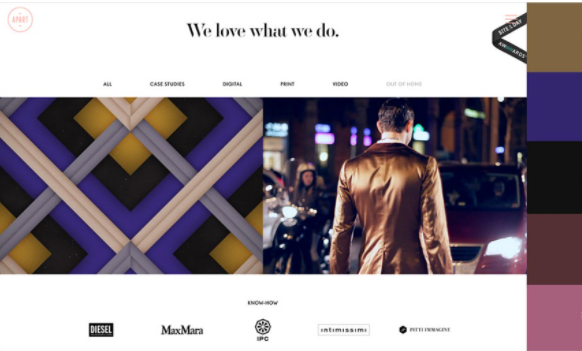 APART
We love what we do.
SITE OF THE DAY
AWWWARDS
ALL
CASE STUDIES
DIGITAL
PRINT
VIDEO
OUT OF HOME
KNOW-HOW
DIESEL
MaxMara
IPC
intimissimi
PITTI IMMAGINE